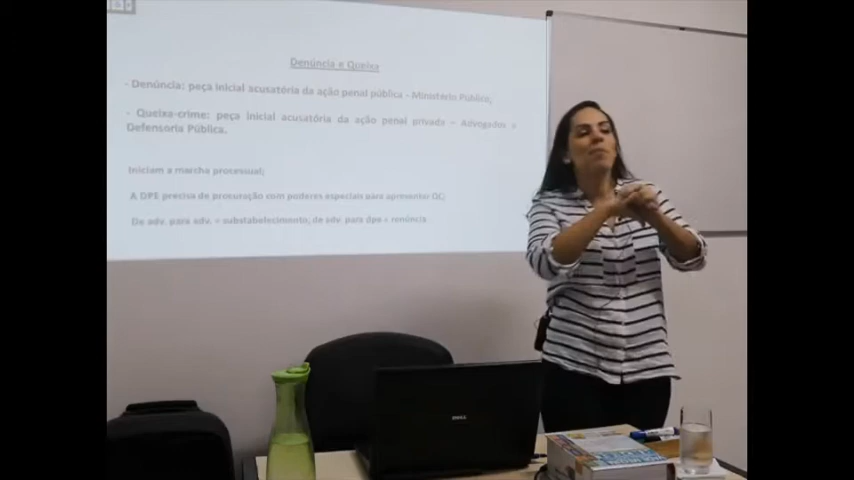 Denúncia e Queixa
- Denúncia: peça inicial acusatória da ação penal pública - Ministério Público;
- Queixa-crime: peça inicial acusatória da ação penal privada – Advogados e
Defensoria Pública.
Iniciam a marcha processual;
A DPE precisa de procuração com poderes especiais para apresentar QC;
De adv. para adv. = substabelecimento, de adv. para dpe = renúncia
DELL